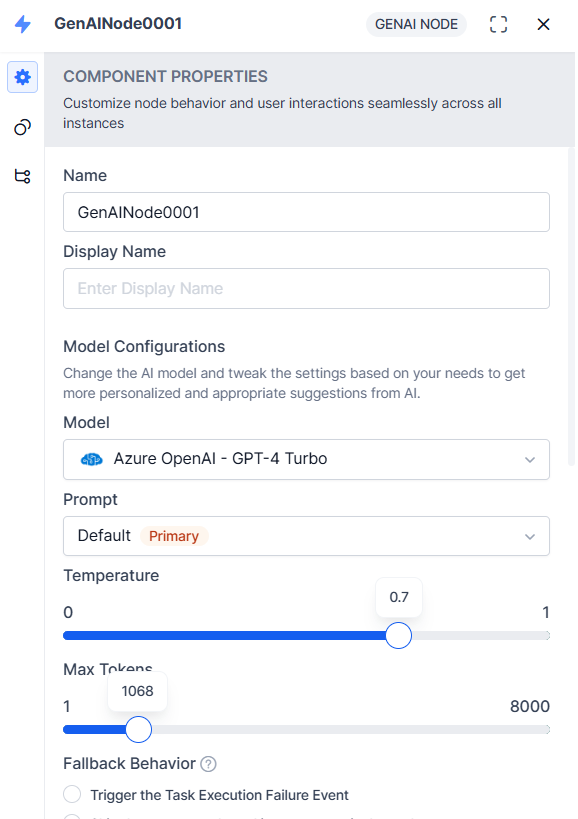 GenAINode0001
GENAI NODE
COMPONENT PROPERTIES
Customize node behavior and user interactions seamlessly across all
instances
Name
GenAINode0001
Display Name
Enter Display Name
Model Configurations
Change the AI model and tweak the settings based on your needs to get
more personalized and appropriate suggestions from AI.
Model
Azure OpenAI - GPT-4 Turbo
Prompt
Default Primary
Temperature
0.7
0 1
Max Tokens
1068
1 8000
Fallback Behavior ?
Trigger the Task Execution Failure Event